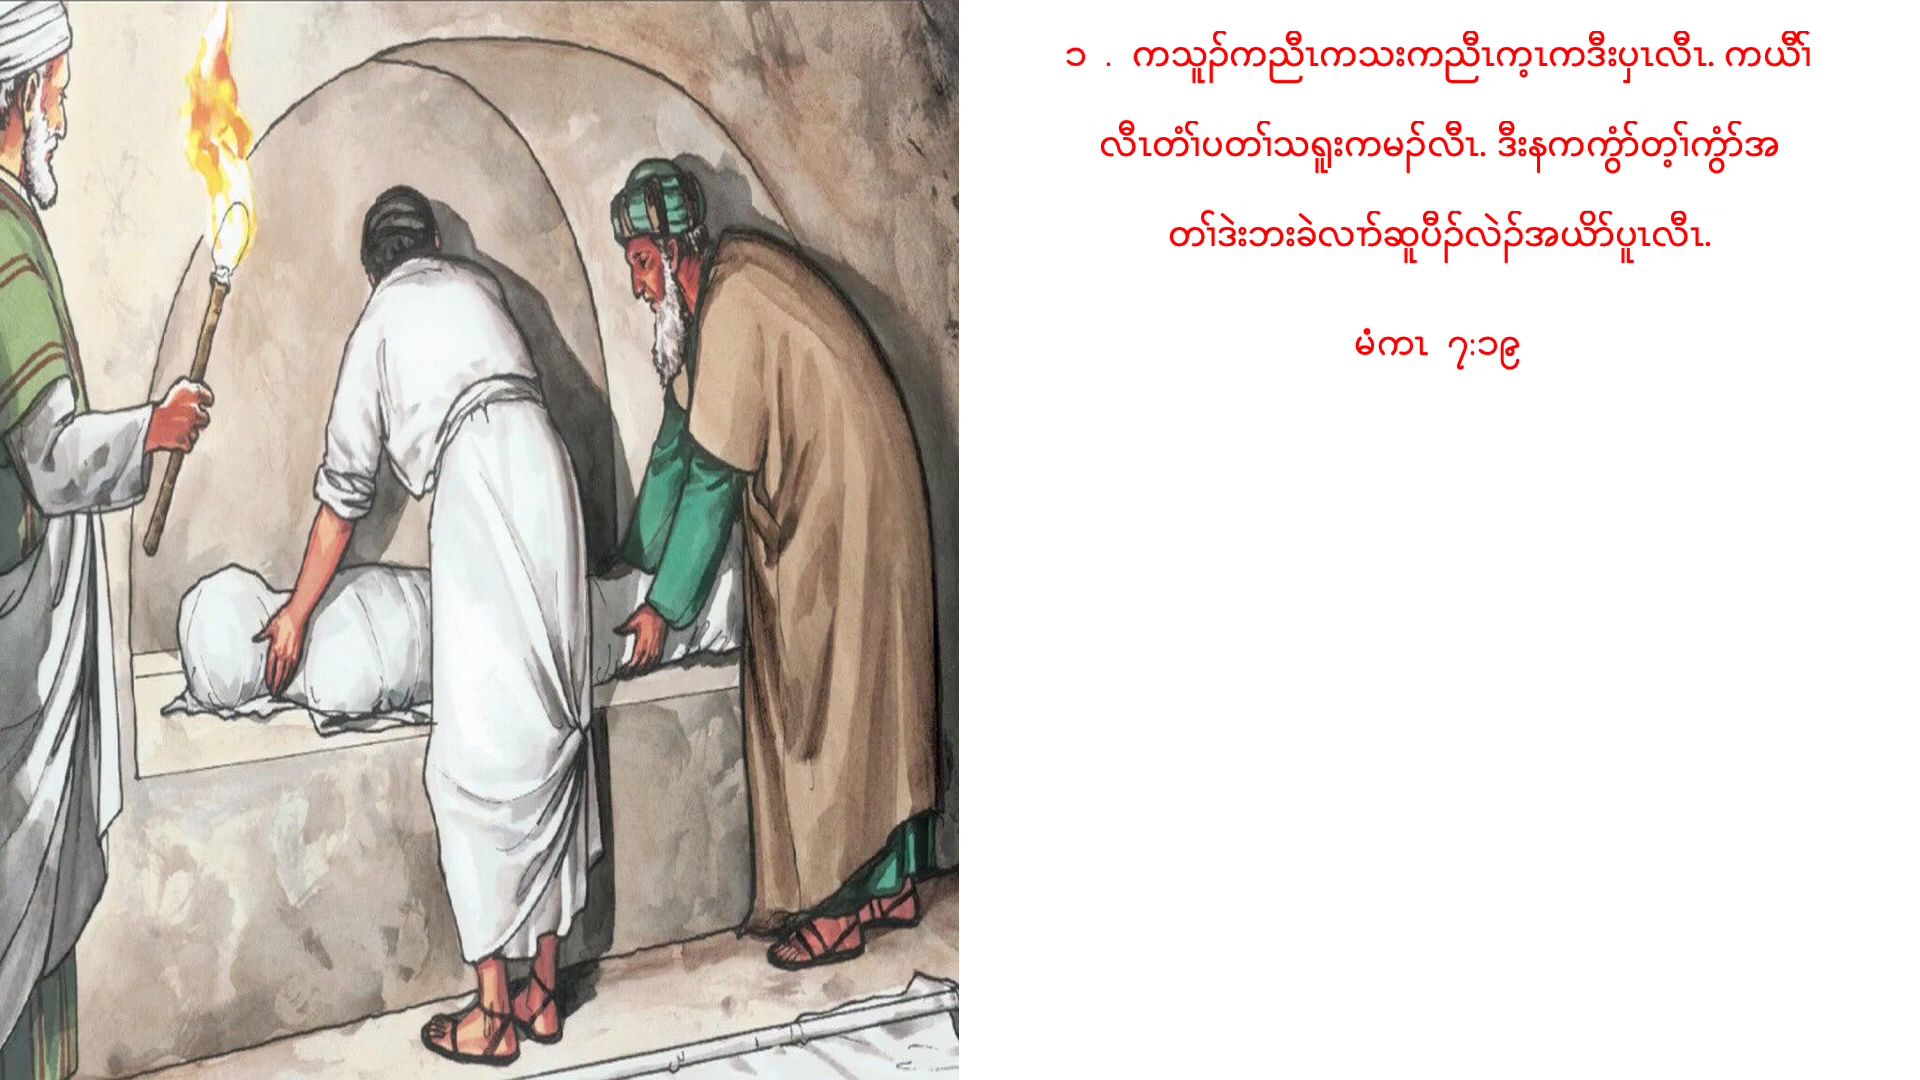 ၁ . ကသူၣ်ကညီၤကသးကညီၤက့ၤကဒီးပှၤလီၤ. ကယီၢ်
လီၤတံၢ်ပတၢ်သရူးကမၣ်လီၤ. ဒီးနကကွံာ်တ့ၢ်ကွံာ်အ
တၢ်ဒဲးဘးခဲလၢာ်ဆူပီၣ်လဲၣ်အယိာ်ပူၤလီၤ.
မံကၤ ၇:၁၉